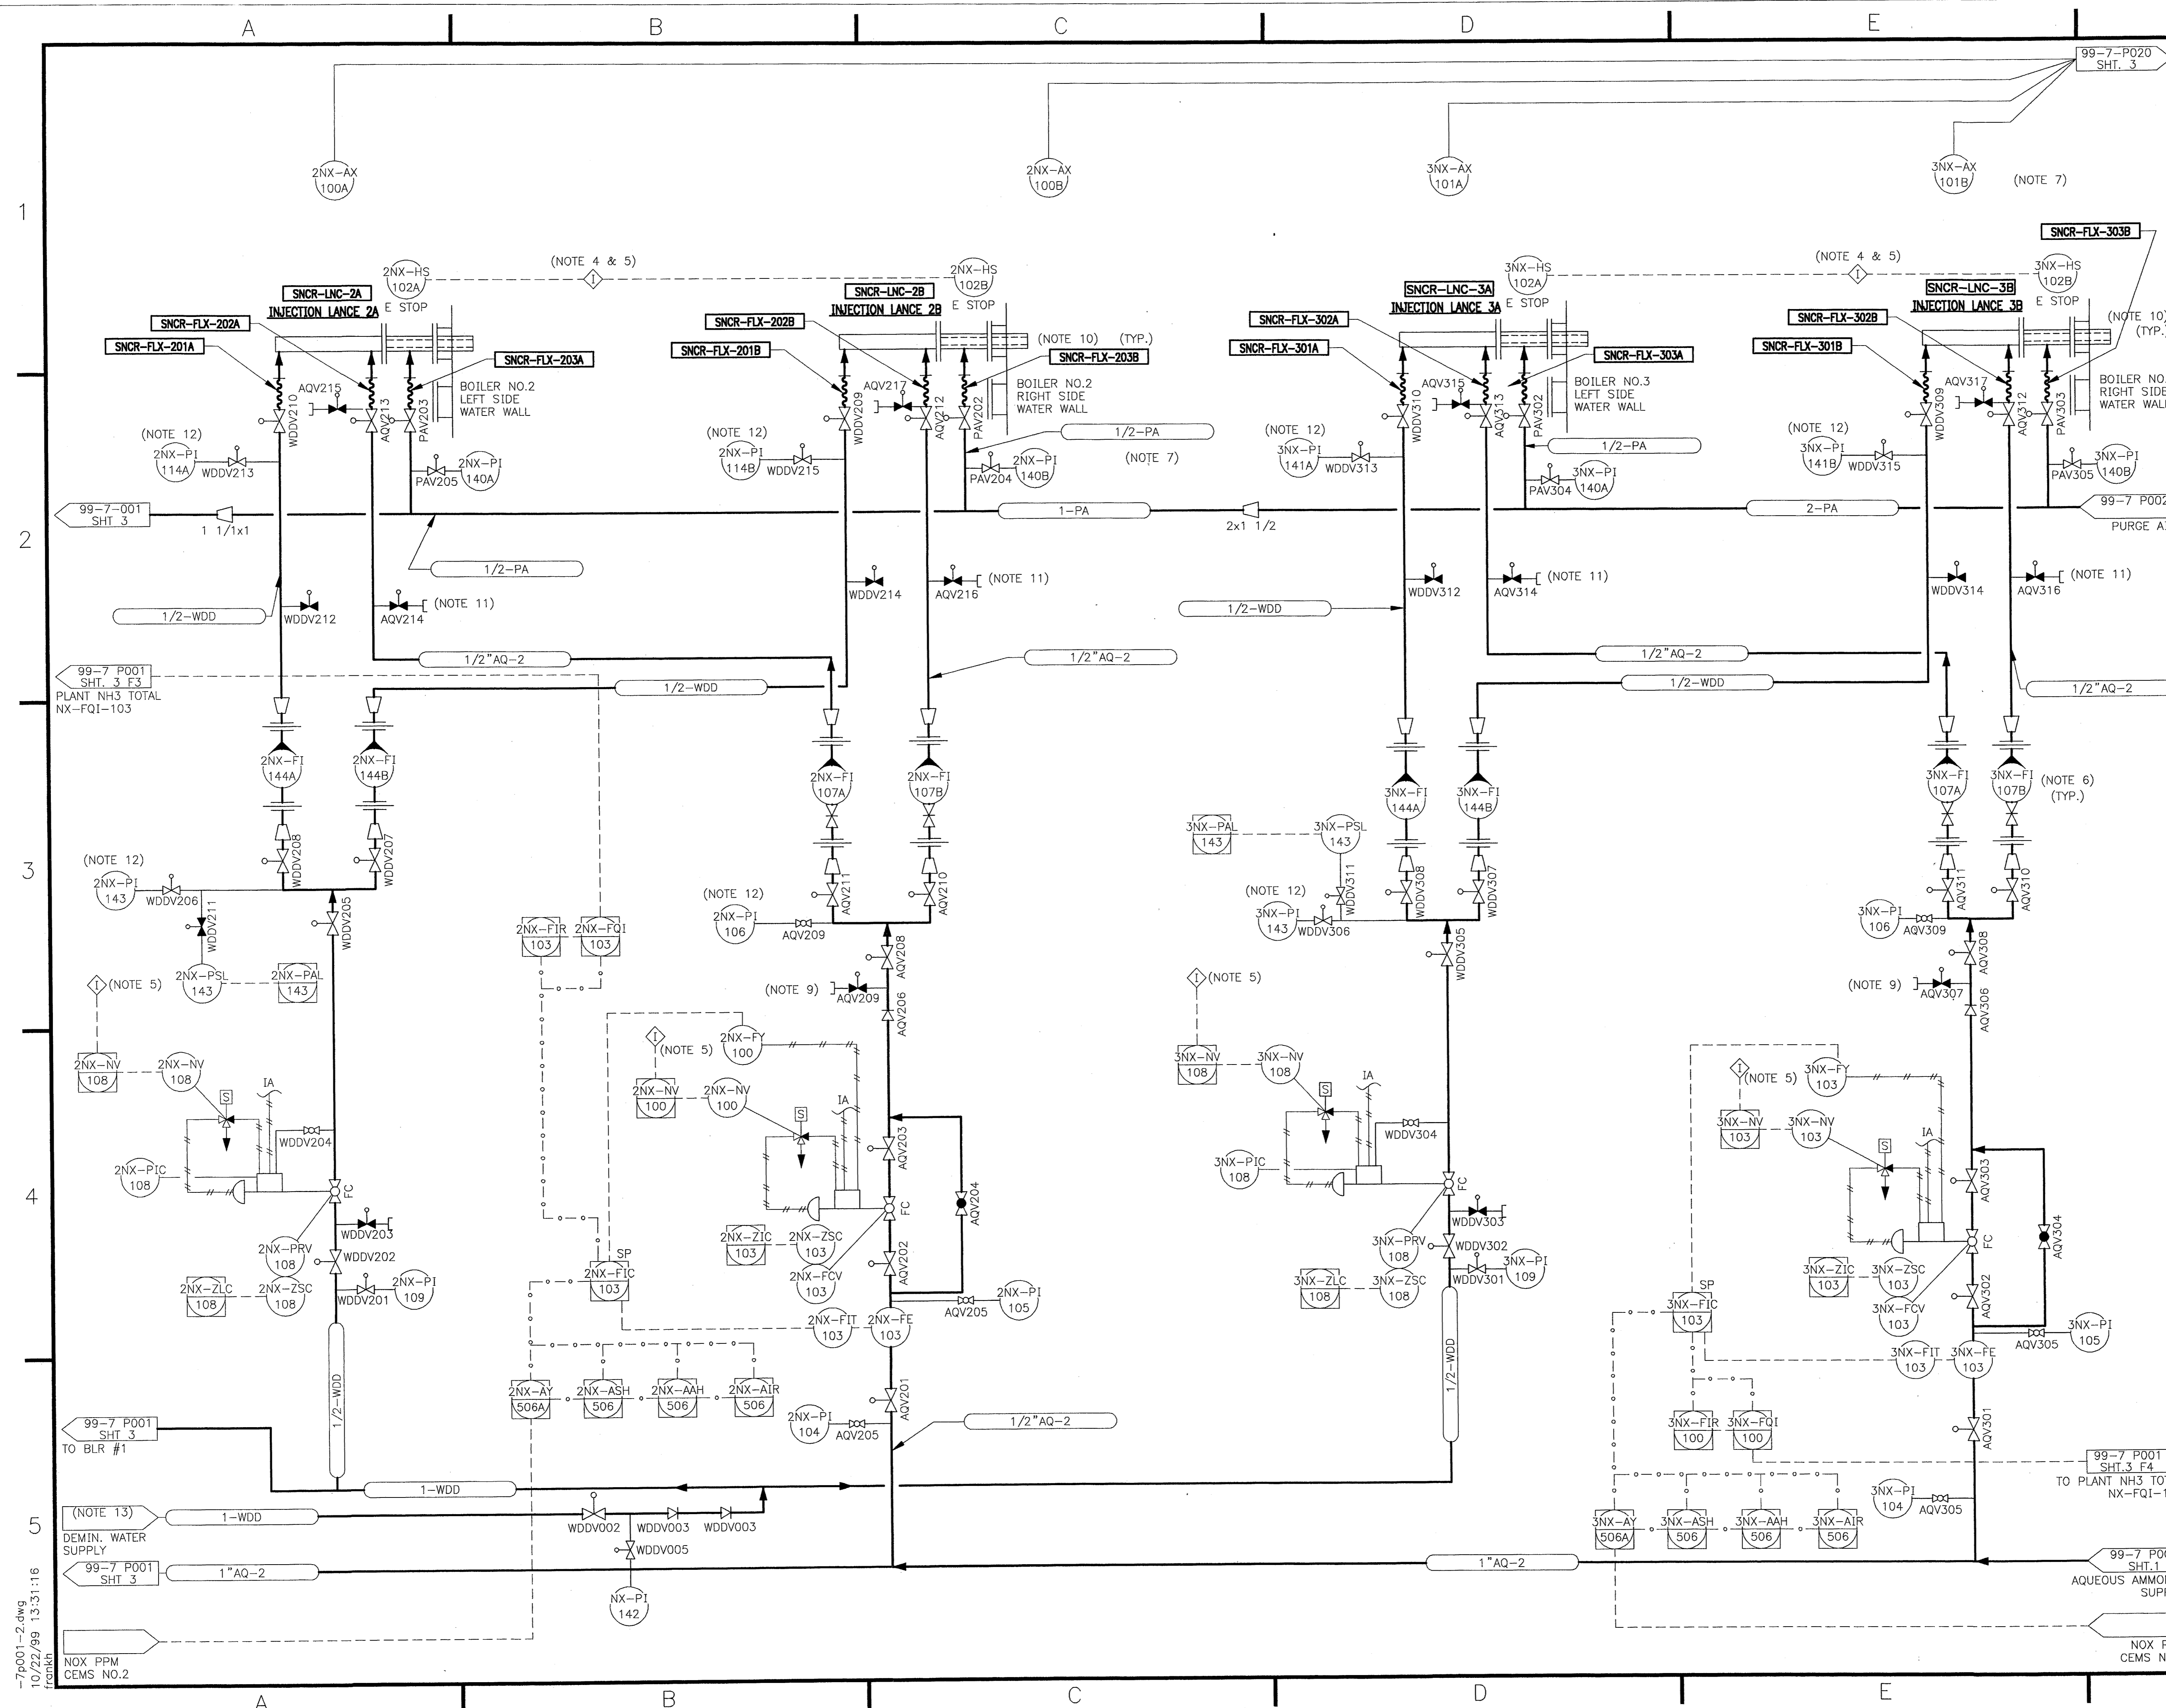 A
B
C
D
E
99-7-P020
SHT. 3
2NX-AX
100A
2NX-AX
100B
3NX-AX
101A
3NX-AX
101B
(NOTE 7)
1
SNCR-FLX-303B
2NX-HS
102A
E STOP
(NOTE 4 & 5)
I
2NX-HS
102B
E STOP
3NX-HS
102A
E STOP
(NOTE 4 & 5)
I
3NX-HS
102B
E STOP
SNCR-LNC-2A
INJECTION LANCE 2A
SNCR-LNC-2B
INJECTION LANCE 2B
SNCR-LNC-3A
INJECTION LANCE 3A
SNCR-LNC-3B
INJECTION LANCE 3B
SNCR-FLX-202A
SNCR-FLX-201A
SNCR-FLX-203A
SNCR-FLX-202B
SNCR-FLX-201B
(NOTE 10) (TYP.)
SNCR-FLX-203B
SNCR-FLX-302A
SNCR-FLX-301A
SNCR-FLX-303A
SNCR-FLX-302B
SNCR-FLX-301B
(NOTE 10)
(TYP.)
AQV215
WDDV210
AQV213
PAV203
BOILER NO.2
LEFT SIDE
WATER WALL
AQV217
WDDV209
AQV212
PAV202
BOILER NO.2
RIGHT SIDE
WATER WALL
AQV315
WDDV310
AQV313
PAV302
BOILER NO.3
LEFT SIDE
WATER WALL
AQV317
WDDV309
AQV312
PAV303
BOILER NO.
RIGHT SIDE
WATER WALL
(NOTE 12)
2NX-PI
114A
WDDV213
PAV205
2NX-PI
140A
(NOTE 12)
2NX-PI
114B
WDDV215
PAV204
2NX-PI
140B
1/2-PA
(NOTE 7)
(NOTE 12)
3NX-PI
141A
WDDV313
PAV304
3NX-PI
140A
1/2-PA
(NOTE 12)
3NX-PI
141B
WDDV315
PAV305
3NX-PI
140B
99-7-001
SHT 3
1 1/1x1
1-PA
2x1 1/2
2-PA
99-7 P002
PURGE AI
2
1/2-PA
1/2-WDD
WDDV212
AQV214
(NOTE 11)
WDDV214
AQV216
(NOTE 11)
1/2-WDD
WDDV312
AQV314
(NOTE 11)
WDDV314
AQV316
(NOTE 11)
1/2"AQ-2
1/2"AQ-2
1/2"AQ-2
1/2"AQ-2
99-7 P001
SHT. 3 F3
PLANT NH3 TOTAL
NX-FQI-103
1/2-WDD
1/2-WDD
2NX-FI
144A
2NX-FI
144B
2NX-FI
107A
2NX-FI
107B
3NX-FI
144A
3NX-FI
144B
3NX-FI
107A
3NX-FI
107B
(NOTE 6)
(TYP.)
3
WDDV208
WDDV207
AQV211
AQV210
3NX-PAL
143
3NX-PSL
143
WDDV311
WDDV308
WDDV307
AQV311
AQV310
(NOTE 12)
2NX-PI
143
WDDV206
WDDV211
WDDV205
2NX-PSL
143
2NX-PAL
143
2NX-FIR
103
2NX-FQI
103
(NOTE 12)
2NX-PI
106
AQV209
AQV208
(NOTE 9)
AQV209
AQV206
(NOTE 12)
3NX-PI
143
WDDV306
WDDV305
3NX-PI
106
AQV309
AQV308
(NOTE 9)
AQV307
AQV306
I
(NOTE 5)
I
(NOTE 5)
I
(NOTE 5)
I
(NOTE 5)
2NX-NV
108
2NX-NV
108
S
IA
WDDV204
2NX-PIC
108
FC
WDDV203
2NX-PRV
108
WDDV202
2NX-ZLC
108
2NX-ZSC
108
WDDV201
2NX-PI
109
2NX-FY
100
2NX-NV
100
2NX-NV
100
S
IA
AQV203
AQV204
FC
2NX-ZIC
103
2NX-ZSC
103
AQV202
SP
2NX-FIC
103
2NX-FCV
103
AQV205
2NX-PI
105
2NX-FIT
103
2NX-FE
103
3NX-NV
108
3NX-NV
108
S
IA
WDDV304
3NX-PIC
108
FC
WDDV303
3NX-PRV
108
WDDV302
3NX-ZLC
108
3NX-ZSC
108
WDDV301
3NX-PI
109
3NX-FY
103
3NX-NV
103
3NX-NV
103
S
IA
AQV303
AQV304
FC
3NX-ZIC
103
3NX-ZSC
103
AQV302
SP
3NX-FIC
103
3NX-FCV
103
AQV305
3NX-PI
105
3NX-FIT
103
3NX-FE
103
4
1/2-WDD
2NX-AY
506A
2NX-ASH
506
2NX-AAH
506
2NX-AIR
506
2NX-PI
104
AQV205
AQV201
1/2"AQ-2
1/2-WDD
3NX-FIR
100
3NX-FQI
100
AQV301
99-7 P001
SHT 3
TO BLR #1
99-7 P001
SHT.3 F4
TO PLANT NH3 TOT
NX-FQI-1
1-WDD
(NOTE 13)
DEMIN. WATER
SUPPLY
1-WDD
WDDV002
WDDV003
WDDV003
WDDV005
NX-PI
142
3NX-AY
506A
3NX-ASH
506
3NX-AAH
506
3NX-AIR
506
3NX-PI
104
AQV305
5
99-7 P001
SHT 3
1"AQ-2
1"AQ-2
99-7 P00
SHT.1
AQUEOUS AMMO
SUP
NOX PPM
CEMS NO.2
NOX P
CEMS N
-7p001-2.dwg
10/22/99 13:31:16
frankh
A
B
C
D
E